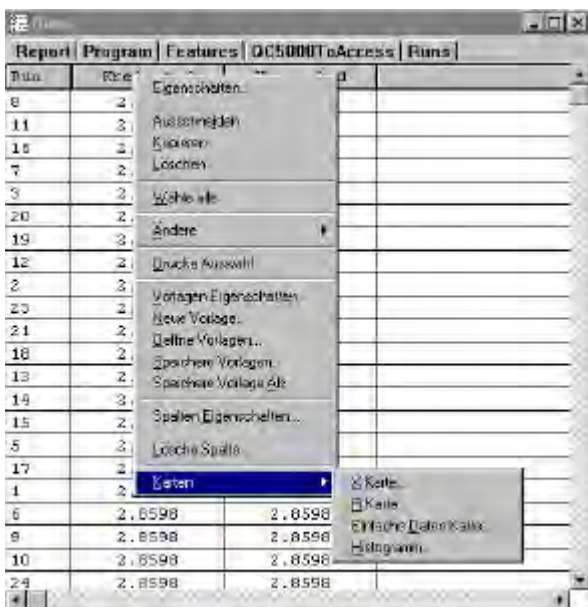 Report Program Features QC5000ToAccess Runs
Run
8
11
16
7
3
20
19
12
2
23
21
18
13
14
15
5
17
1
6 2.8598 2.8598
9 2.8598 2.8598
10 2.8598 2.8598
24 2.8598 2.8598
Eigenschaften...
Ausschneiden
Kopieren
Löschen
Wähle alle
Andere
Drucke Auswahl
Vorlagen Eigenschaften
Neue Vorlage...
Öffne Vorlagen...
Speichere Vorlagen
Speichere Vorlage Als
Spalten Eigenschaften...
Lösche Spalte
Karten
X Karte...
R Karte
Einfache Daten Karte...
Histogramm...